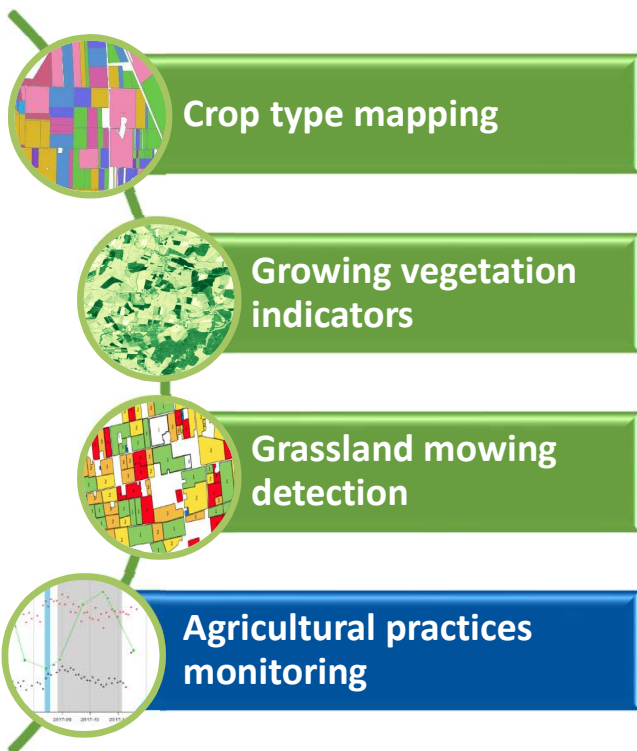 Crop type mapping
Growing vegetation
indicators
Grassland mowing
detection
Agricultural practices
monitoring